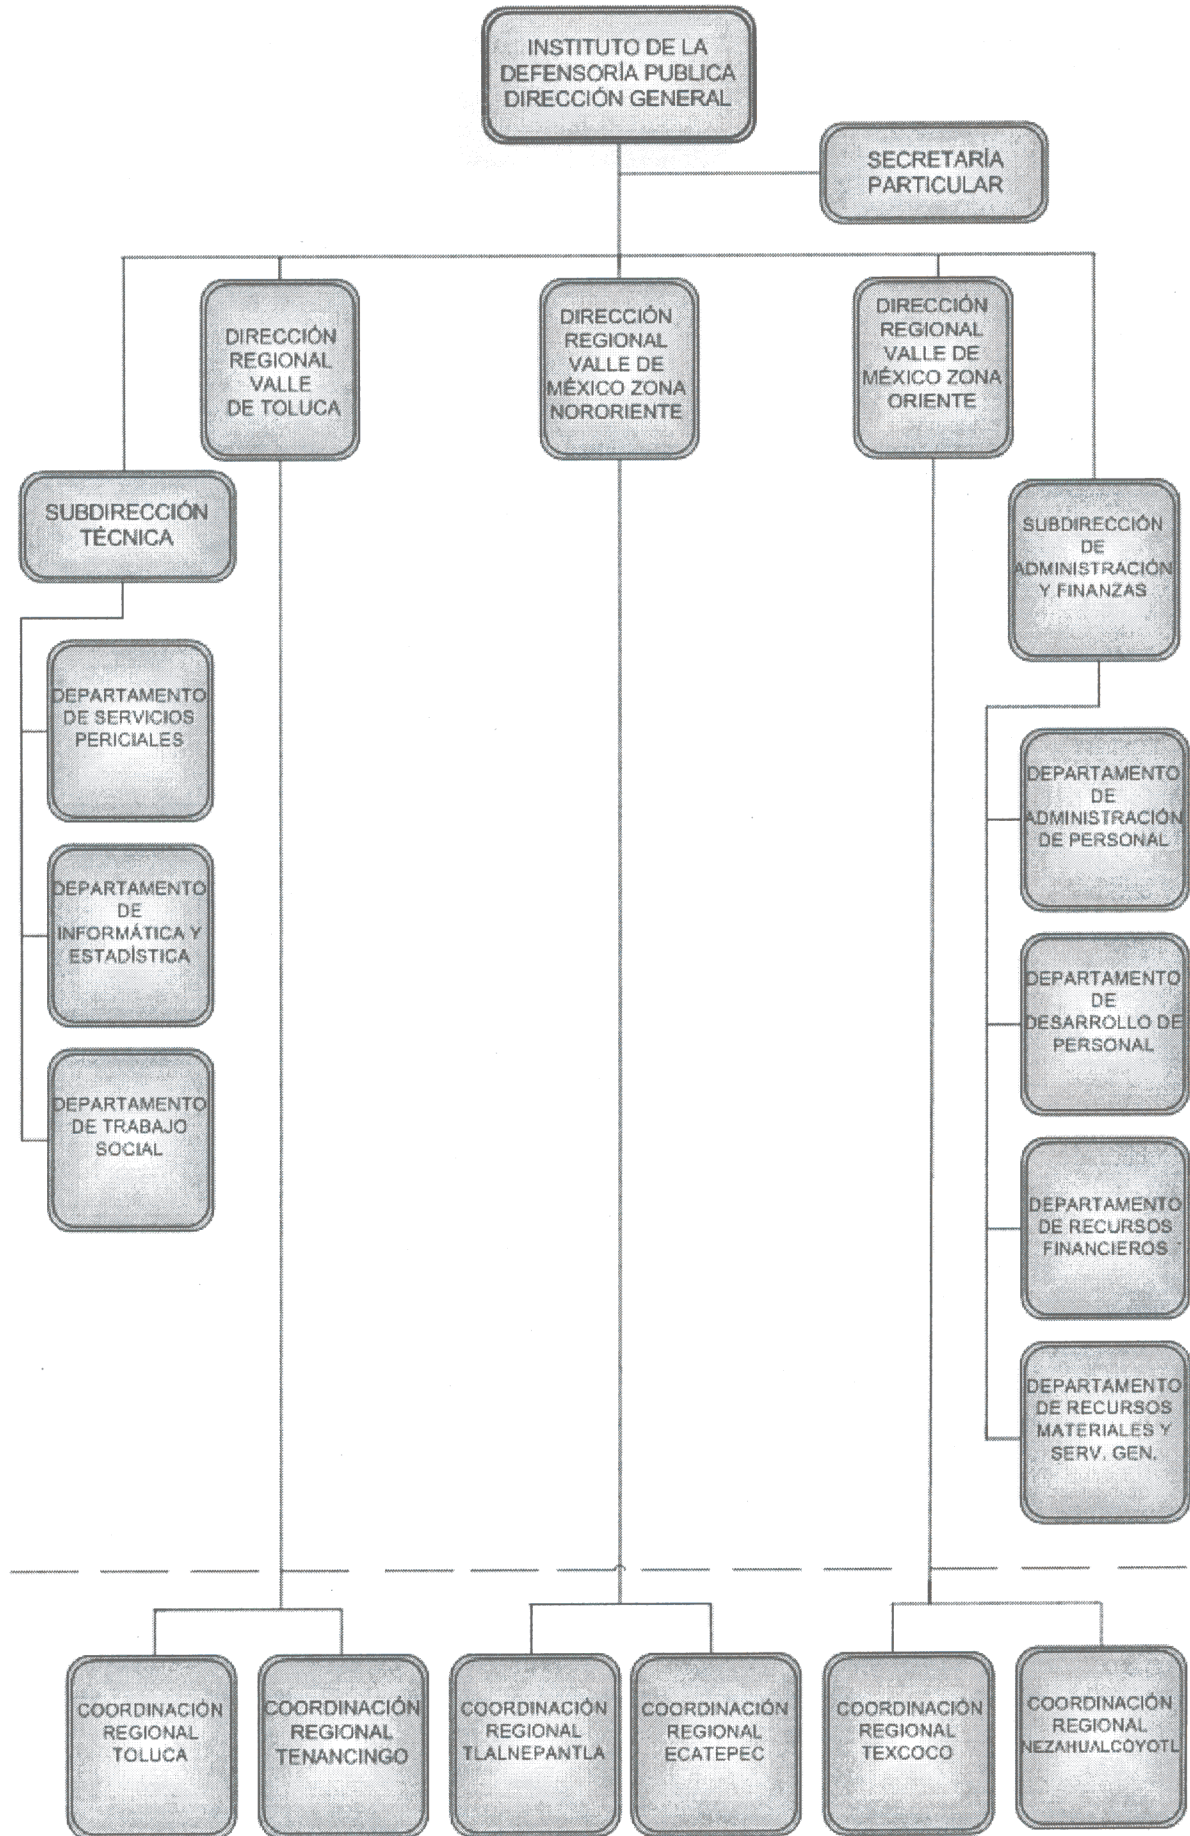 INSTITUTO DE LA
DEFENSORÍA PUBLICA
DIRECCIÓN GENERAL
SECRETARÍA
PARTICULAR
DIRECCIÓN
REGIONAL
VALLE
DE TOLUCA
DIRECCIÓN
REGIONAL
VALLE DE
MÉXICO ZONA
NORORIENTE
DIRECCIÓN
REGIONAL
VALLE DE
MÉXICO ZONA
ORIENTE
SUBDIRECCIÓN
TÉCNICA
SUBDIRECCIÓN
DE
ADMINISTRACIÓN
Y FINANZAS
DEPARTAMENTO
DE SERVICIOS
PERICIALES
DEPARTAMENTO
DE
INFORMÁTICA Y
ESTADÍSTICA
DEPARTAMENTO
DE TRABAJO
SOCIAL
DEPARTAMENTO
DE
ADMINISTRACIÓN
DE PERSONAL
DEPARTAMENTO
DE
DESARROLLO DE
PERSONAL
DEPARTAMENTO
DE RECURSOS
FINANCIEROS
DEPARTAMENTO
DE RECURSOS
MATERIALES Y
SERV. GEN.
COORDINACIÓN
REGIONAL
TOLUCA
COORDINACIÓN
REGIONAL
TENANCINGO
COORDINACIÓN
REGIONAL
TLALNEPANTLA
COORDINACIÓN
REGIONAL
ECATEPEC
COORDINACIÓN
REGIONAL
TEXCOCO
COORDINACIÓN
REGIONAL
NEZAHUALCÓYOTL